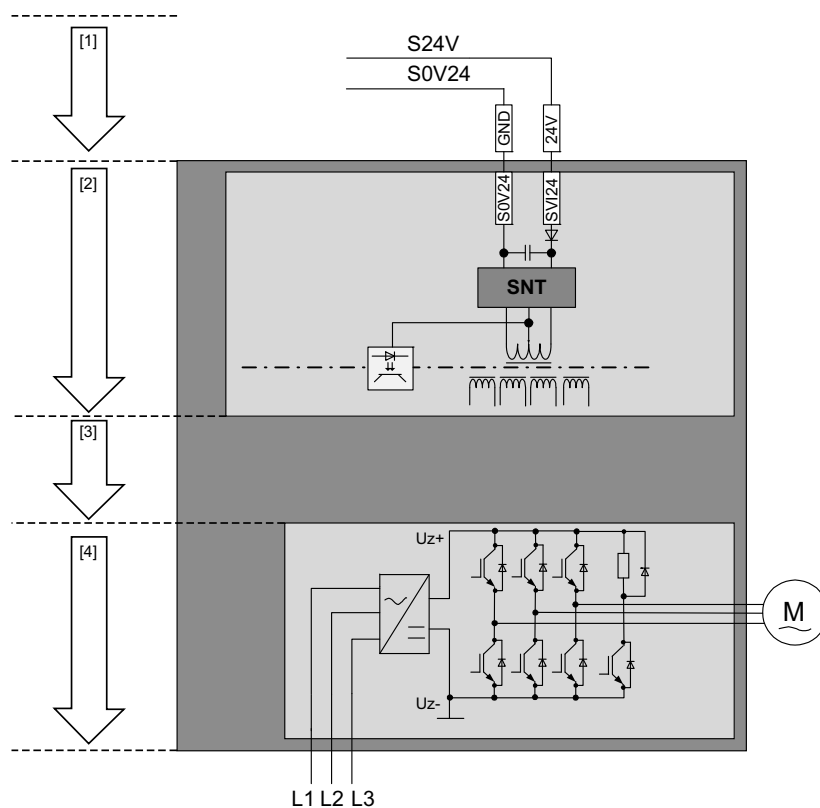 [1]
S24V
S0V24
GND
24V
[2]
S0V24
SVI24
SNT
[3]
[4]
Uz+
M
Uz-
L1 L2 L3